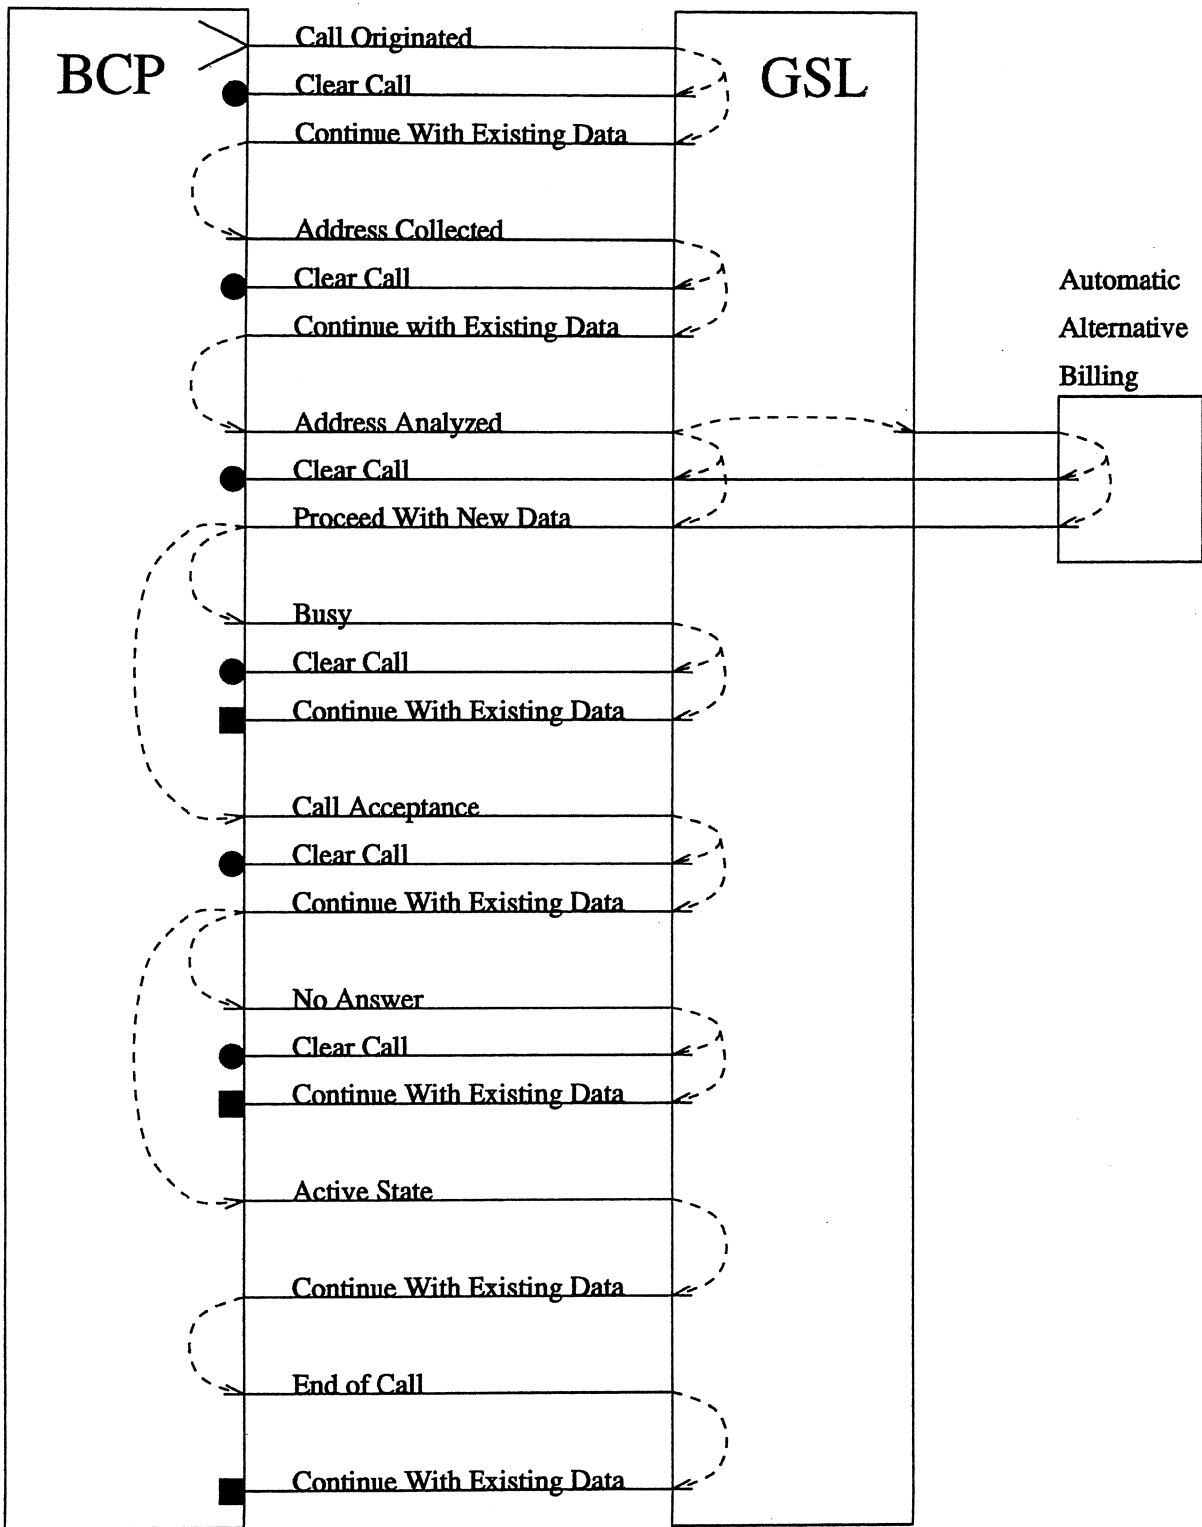 BCP
GSL
Call Originated
Clear Call
Continue With Existing Data
Address Collected
Clear Call
Continue with Existing Data
Automatic
Alternative
Billing
Address Analyzed
Clear Call
Proceed With New Data
Busy
Clear Call
Continue With Existing Data
Call Acceptance
Clear Call
Continue With Existing Data
No Answer
Clear Call
Continue With Existing Data
Active State
Continue With Existing Data
End of Call
Continue With Existing Data